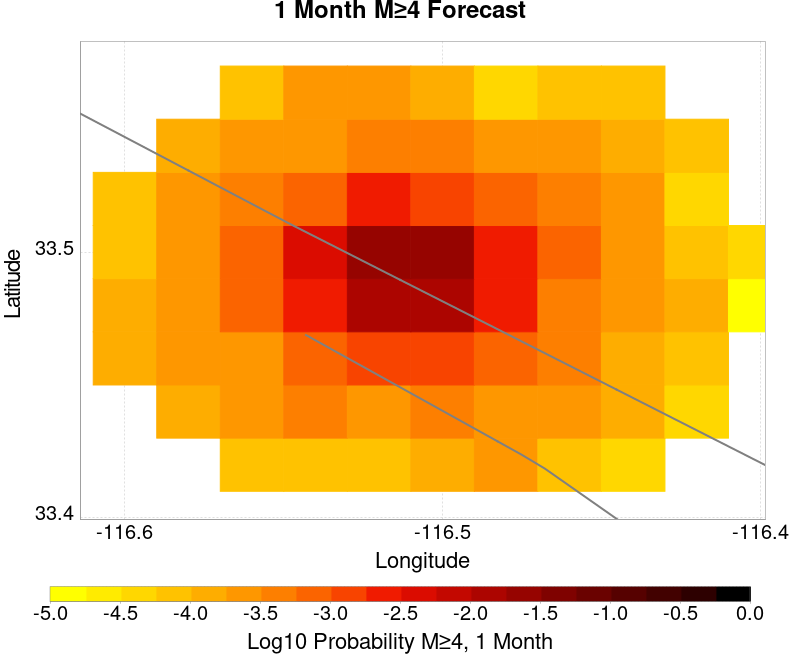 1 Month M≥4 Forecast
Latitude
33.5
33.4
-116.6 -116.5 -116.4
Longitude
-5.0 -4.5 -4.0 -3.5 -3.0 -2.5 -2.0 -1.5 -1.0 -0.5 0.0
Log10 Probability M≥4, 1 Month